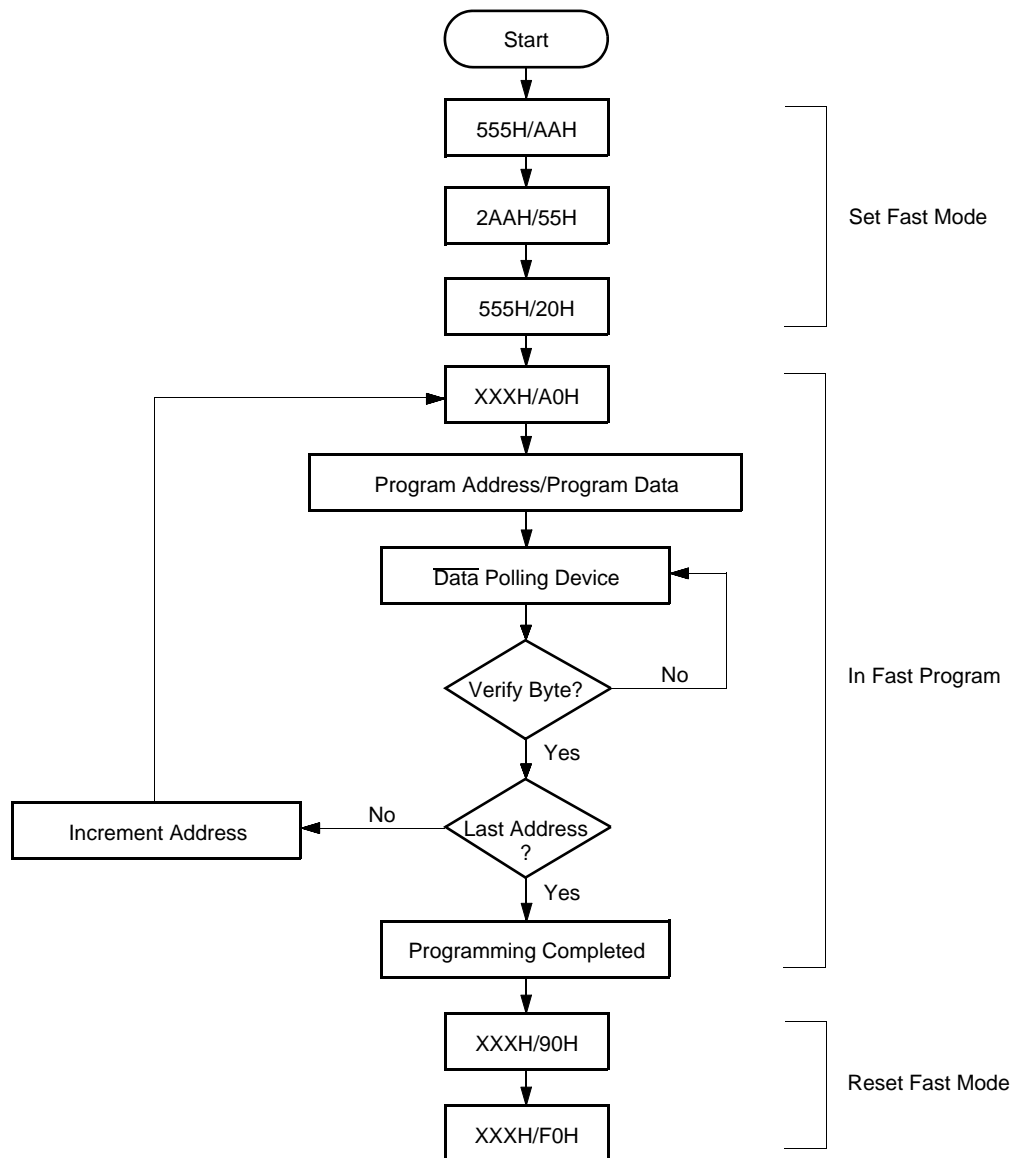 Start
555H/AAH
2AAH/55H
Set Fast Mode
555H/20H
XXXH/A0H
Program Address/Program Data
Data Polling Device
In Fast Program
Verify Byte?
No
Yes
Increment Address
No
Last Address
?
Yes
Programming Completed
XXXH/90H
Reset Fast Mode
XXXH/F0H